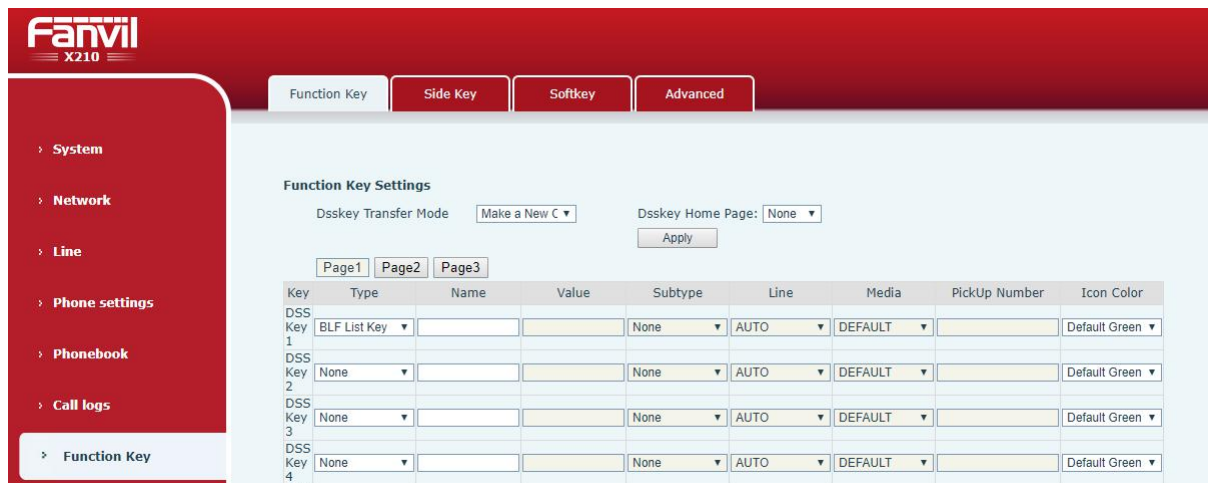 Fanvil
X210
Function Key Side Key Softkey Advanced
› System
› Network
› Line
› Phone settings
› Phonebook
› Call logs
› Function Key
Function Key Settings
Dsskey Transfer Mode Make a New C Dsskey Home Page: None
Apply
Page1 Page2 Page3
Key Type Name Value Subtype Line Media PickUp Number Icon Color
DSS Key 1 BLF List Key None AUTO DEFAULT Default Green
DSS Key 2 None None AUTO DEFAULT Default Green
DSS Key 3 None None AUTO DEFAULT Default Green
DSS Key 4 None None AUTO DEFAULT Default Green